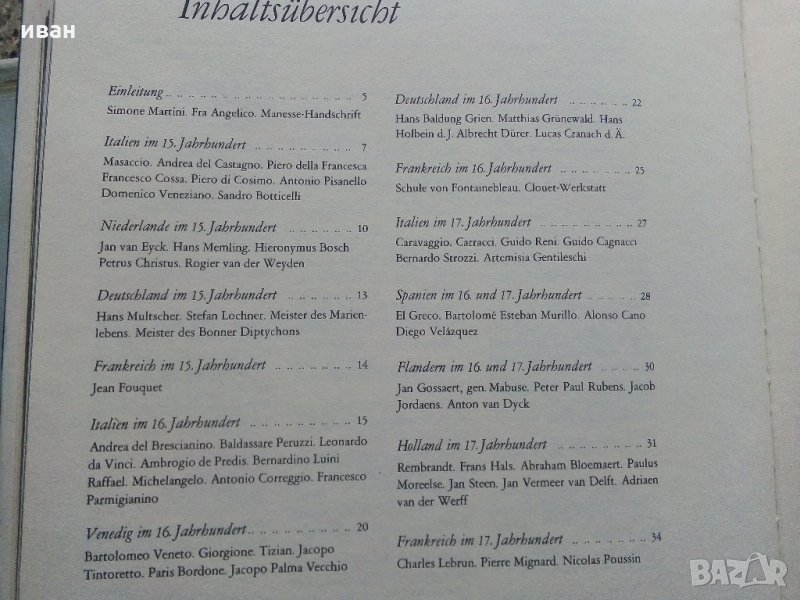 иван
Inhaltsübersicht
Einleitung .. .. .. .. .. .. .. .. .. .. .. .. 5
Simone Martini. Fra Angelico. Manesse-Handschrift
Italien im 15. Jahrhundert .. .. .. .. .. .. 7
Masaccio. Andrea del Castagno. Piero della Francesca
Francesco Cossa. Piero di Cosimo. Antonio Pisanello
Domenico Veneziano. Sandro Botticelli
Niederlande im 15. Jahrhundert .. .. .. .. .. 10
Jan van Eyck. Hans Memling. Hieronymus Bosch
Petrus Christus. Rogier van der Weyden
Deutschland im 15. Jahrhundert .. .. .. .. 13
Hans Multscher. Stefan Lochner. Meister des Marien-
lebens. Meister des Bonner Diptychons
Frankreich im 15. Jahrhundert .. .. .. .. .. 14
Jean Fouquet
Italien im 16. Jahrhundert .. .. .. .. .. .. 15
Andrea del Brescianino. Baldassare Peruzzi. Leonardo
da Vinci. Ambrogio de Predis. Bernardino Luini
Raffael. Michelangelo. Antonio Correggio. Francesco
Parmigianino
Venedig im 16. Jahrhundert .. .. .. .. .. .. 20
Bartolomeo Veneto. Giorgione. Tizian. Jacopo
Tintoretto. Paris Bordone. Jacopo Palma Vecchio
Deutschland im 16. Jahrhundert .. .. .. .. 22
Hans Baldung Grien. Matthias Grünewald. Hans
Holbein d. J. Albrecht Dürer. Lucas Cranach d. Ä.
Frankreich im 16. Jahrhundert .. .. .. .. .. 25
Schule von Fontainebleau. Clouet-Werkstatt
Italien im 17. Jahrhundert .. .. .. .. .. .. 27
Caravaggio. Carracci. Guido Reni. Guido Cagnacci
Bernardo Strozzi. Artemisia Gentileschi
Spanien im 16. und 17. Jahrhundert .. .. .. 28
El Greco. Bartolomé Esteban Murillo. Alonso Cano
Diego Velázquez
Flandern im 16. und 17. Jahrhundert .. .. .. 30
Jan Gossaert, gen. Mabuse. Peter Paul Rubens. Jacob
Jordaens. Anton van Dyck
Holland im 17. Jahrhundert .. .. .. .. .. .. 31
Rembrandt. Frans Hals. Abraham Bloemaert. Paulus
Moreelse. Jan Steen. Jan Vermeer van Delft. Adriaen
van der Werff
Frankreich im 17. Jahrhundert .. .. .. .. .. 34
Charles Lebrun. Pierre Mignard. Nicolas Poussin
BAZAR